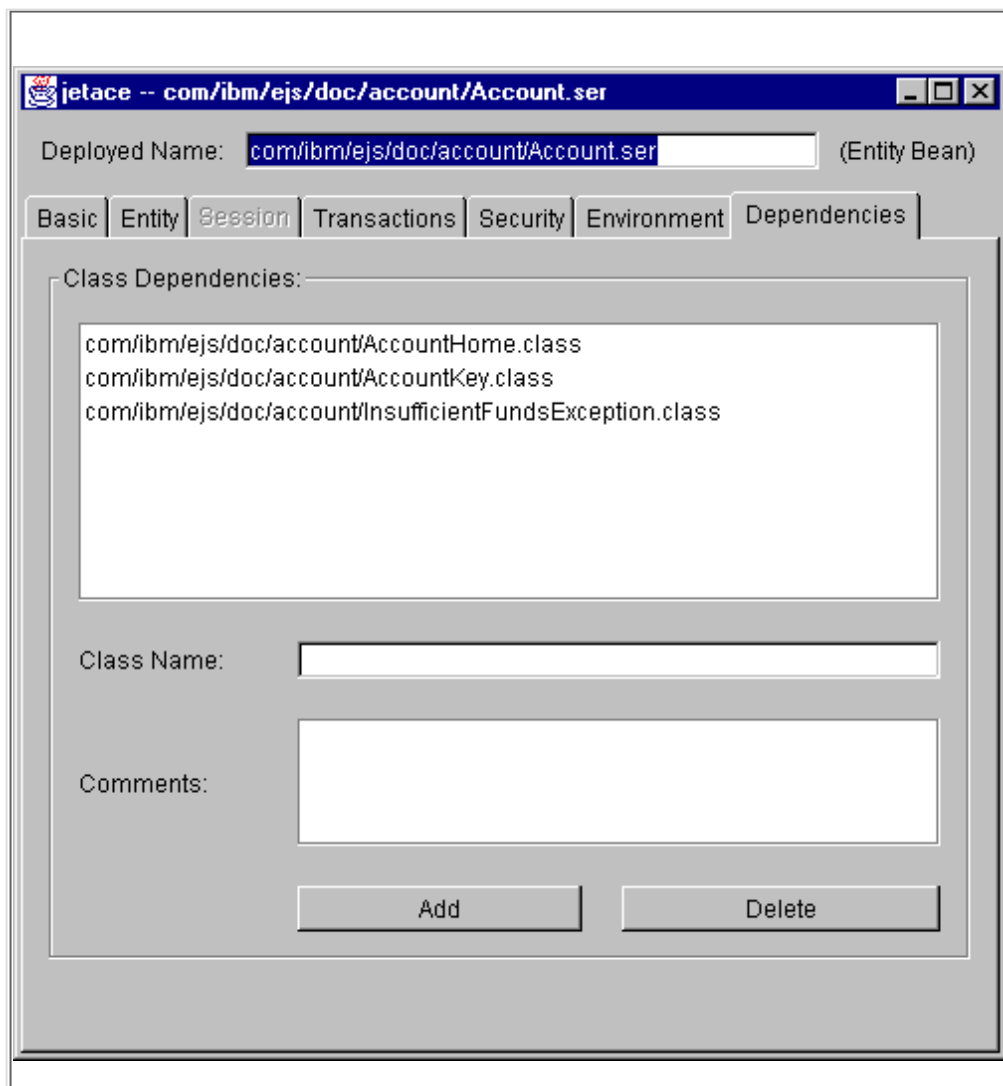 jetace -- com/ibm/ejs/doc/account/Account.ser
Deployed Name: com/ibm/ejs/doc/account/Account.ser (Entity Bean)
Basic Entity Session Transactions Security Environment Dependencies
Class Dependencies:
com/ibm/ejs/doc/account/AccountHome.class
com/ibm/ejs/doc/account/AccountKey.class
com/ibm/ejs/doc/account/InsufficientFundsException.class
Class Name:
Comments:
Add Delete